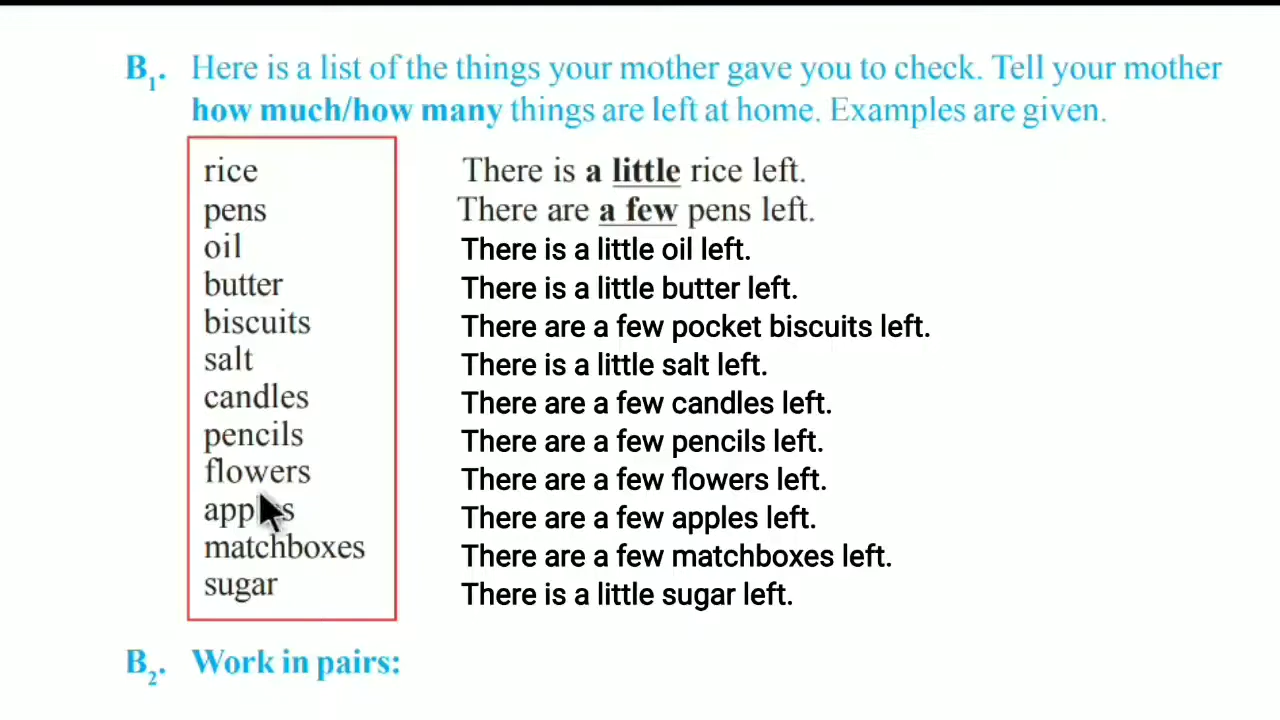 B1. Here is a list of the things your mother gave you to check. Tell your mother
how much/how many things are left at home. Examples are given.
rice There is a little rice left.
pens There are a few pens left.
oil There is a little oil left.
butter There is a little butter left.
biscuits There are a few pocket biscuits left.
salt There is a little salt left.
candles There are a few candles left.
pencils There are a few pencils left.
flowers There are a few flowers left.
apples There are a few apples left.
matchboxes There are a few matchboxes left.
sugar There is a little sugar left.
B2. Work in pairs: